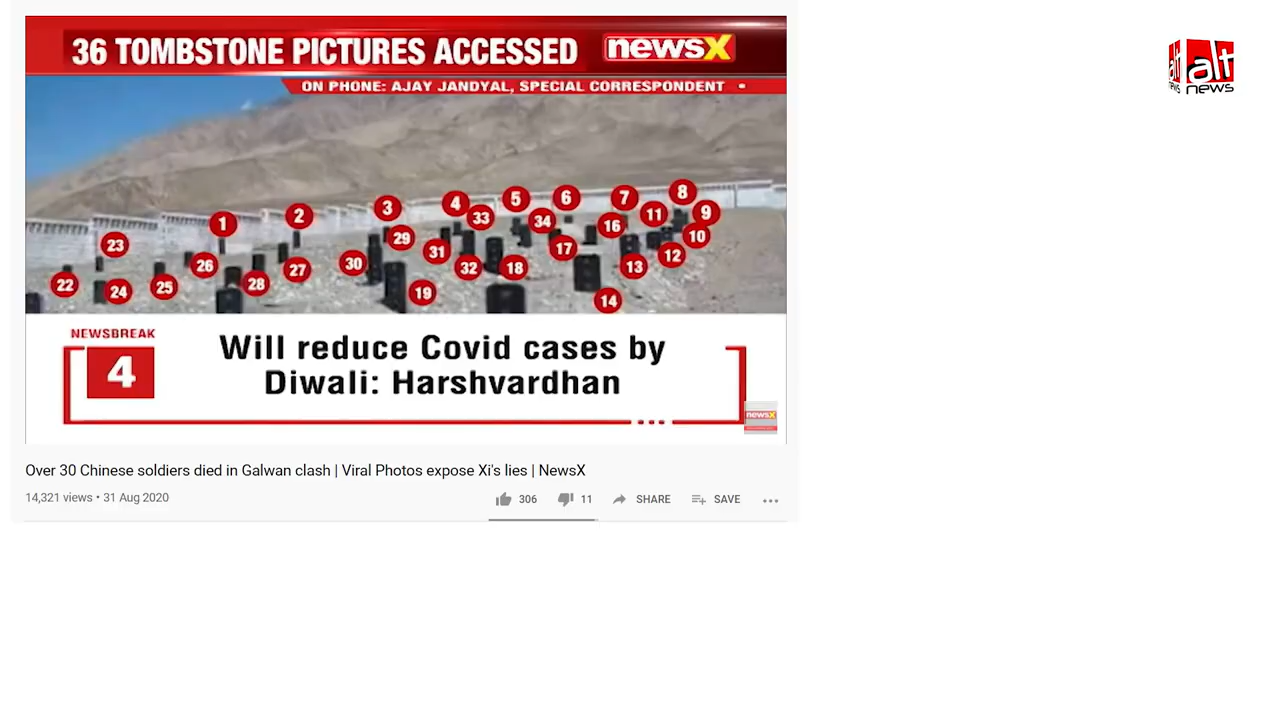 36 TOMBSTONE PICTURES ACCESSED newsX
alt news
ON PHONE: AJAY JANDYAL, SPECIAL CORRESPONDENT
1 2 3 4 5 6 7 8
33 34 16 11 9
23 29 31 17 10
26 27 30 32 18 13 12
22 24 25 28 19 14
NEWSBREAK
4
Will reduce Covid cases by
Diwali: Harshvardhan
newsX
Over 30 Chinese soldiers died in Galwan clash | Viral Photos expose Xi's lies | NewsX
14,321 views • 31 Aug 2020 306 11 SHARE SAVE